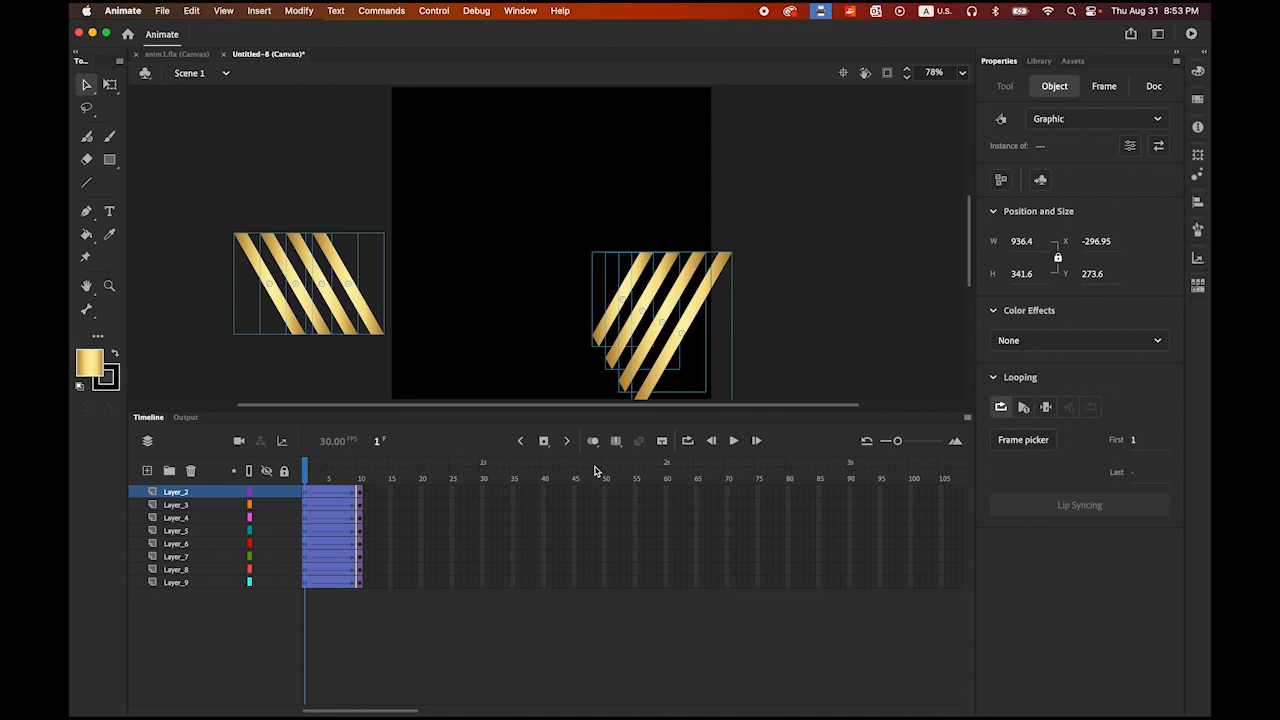 Animate File Edit View Insert Modify Text Commands Control Debug Window Help A U.S. Thu Aug 31 8:53 PM
Animate
To...
anim1.fla (Canvas) Untitled-8 (Canvas)*
Scene 1 78%
Properties Library Assets
Tool Object Frame Doc
Graphic
Instance of: ---
Position and Size
W 936.4 X -296.95
H 341.6 Y 273.6
Color Effects
None
Looping
Frame picker First 1
Last -
Lip Syncing
T
Timeline Output
30.00 FPS 1 F
1s 2s 3s
5 10 15 20 25 30 35 40 45 50 55 60 65 70 75 80 85 90 95 100 105
Layer_2
Layer_3
Layer_4
Layer_5
Layer_6
Layer_7
Layer_8
Layer_9